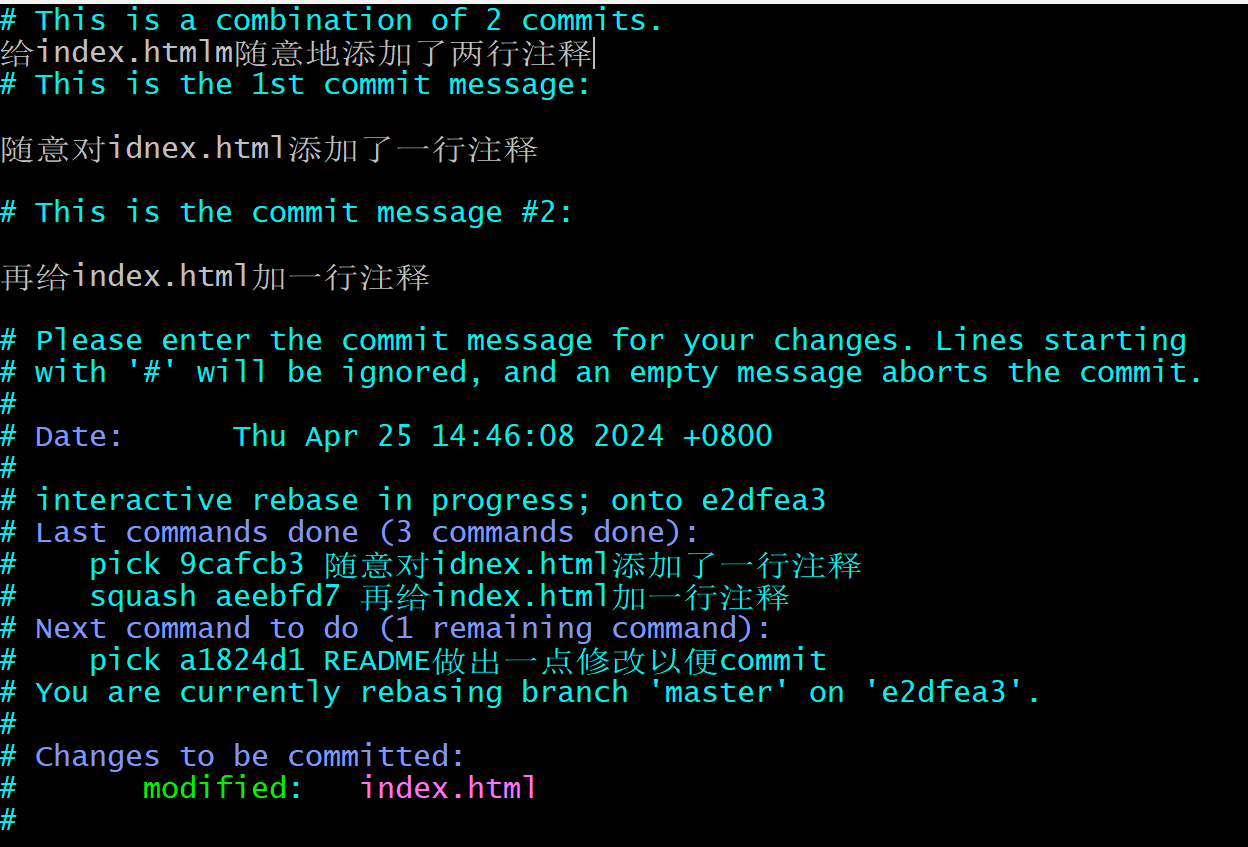 # This is a combination of 2 commits.
给index.htmlm随意地添加了两行注释
# This is the 1st commit message:
随意对idnex.html添加了一行注释
# This is the commit message #2:
再给index.html加一行注释
# Please enter the commit message for your changes. Lines starting
# with '#' will be ignored, and an empty message aborts the commit.
#
# Date:      Thu Apr 25 14:46:08 2024 +0800
#
# interactive rebase in progress; onto e2dfea3
# Last commands done (3 commands done):
#    pick 9cafcb3 随意对idnex.html添加了一行注释
#    squash aeebfd7 再给index.html加一行注释
# Next command to do (1 remaining command):
#    pick a1824d1 README做出一点修改以便commit
# You are currently rebasing branch 'master' on 'e2dfea3'.
#
# Changes to be committed:
#       modified:   index.html
#